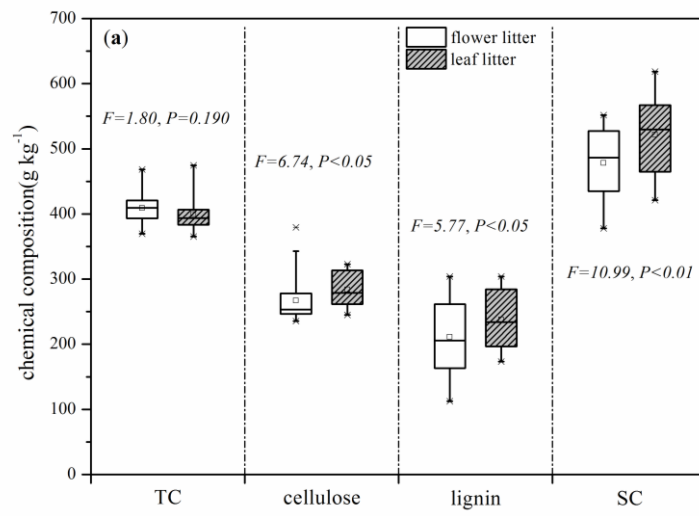 (a)
flower litter
leaf litter
F=1.80, P=0.190
F=6.74, P<0.05
F=5.77, P<0.05
F=10.99, P<0.01
chemical composition(g kg⁻¹)
700
600
500
400
300
200
100
0
TC cellulose lignin SC